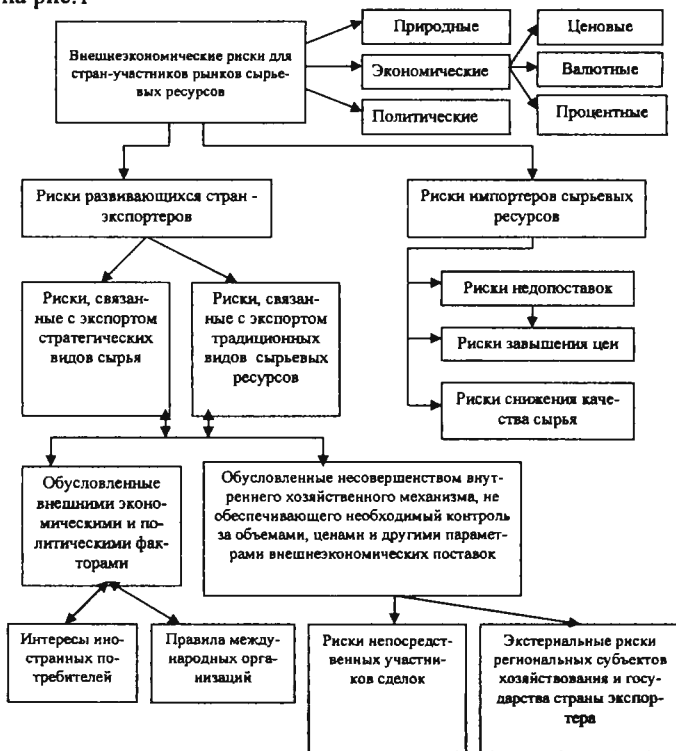 на рис.1
Внешнеэкономические риски для
стран-участников рынков сырье-
вых ресурсов
Природные
Экономические
Политические
Ценовые
Валютные
Процентные
Риски развивающихся стран -
экспортеров
Риски импортеров сырьевых
ресурсов
Риски, связан-
ные с экспортом
стратегических
видов сырья
Риски, связан-
ные с экспортом
традиционных
видов сырьевых
ресурсов
Риски недопоставок
Риски завышения цен
Риски снижения каче-
ства сырья
Обусловленные
внешними эконо-
мическими и по-
литическими фак-
торами
Обусловленные несовершенством внут-
реннего хозяйственного механизма, не
обеспечивающего необходимый контроль
за объемами, ценами и другими парамет-
рами внешнеэкономических поставок
Интересы ино-
странных по-
требителей
Правила между-
народных орга-
низаций
Риски непосредст-
венных участни-
ков сделок
Экстернальные риски
региональных субъектов
хозяйствования и госу-
дарства страны экспор-
тера